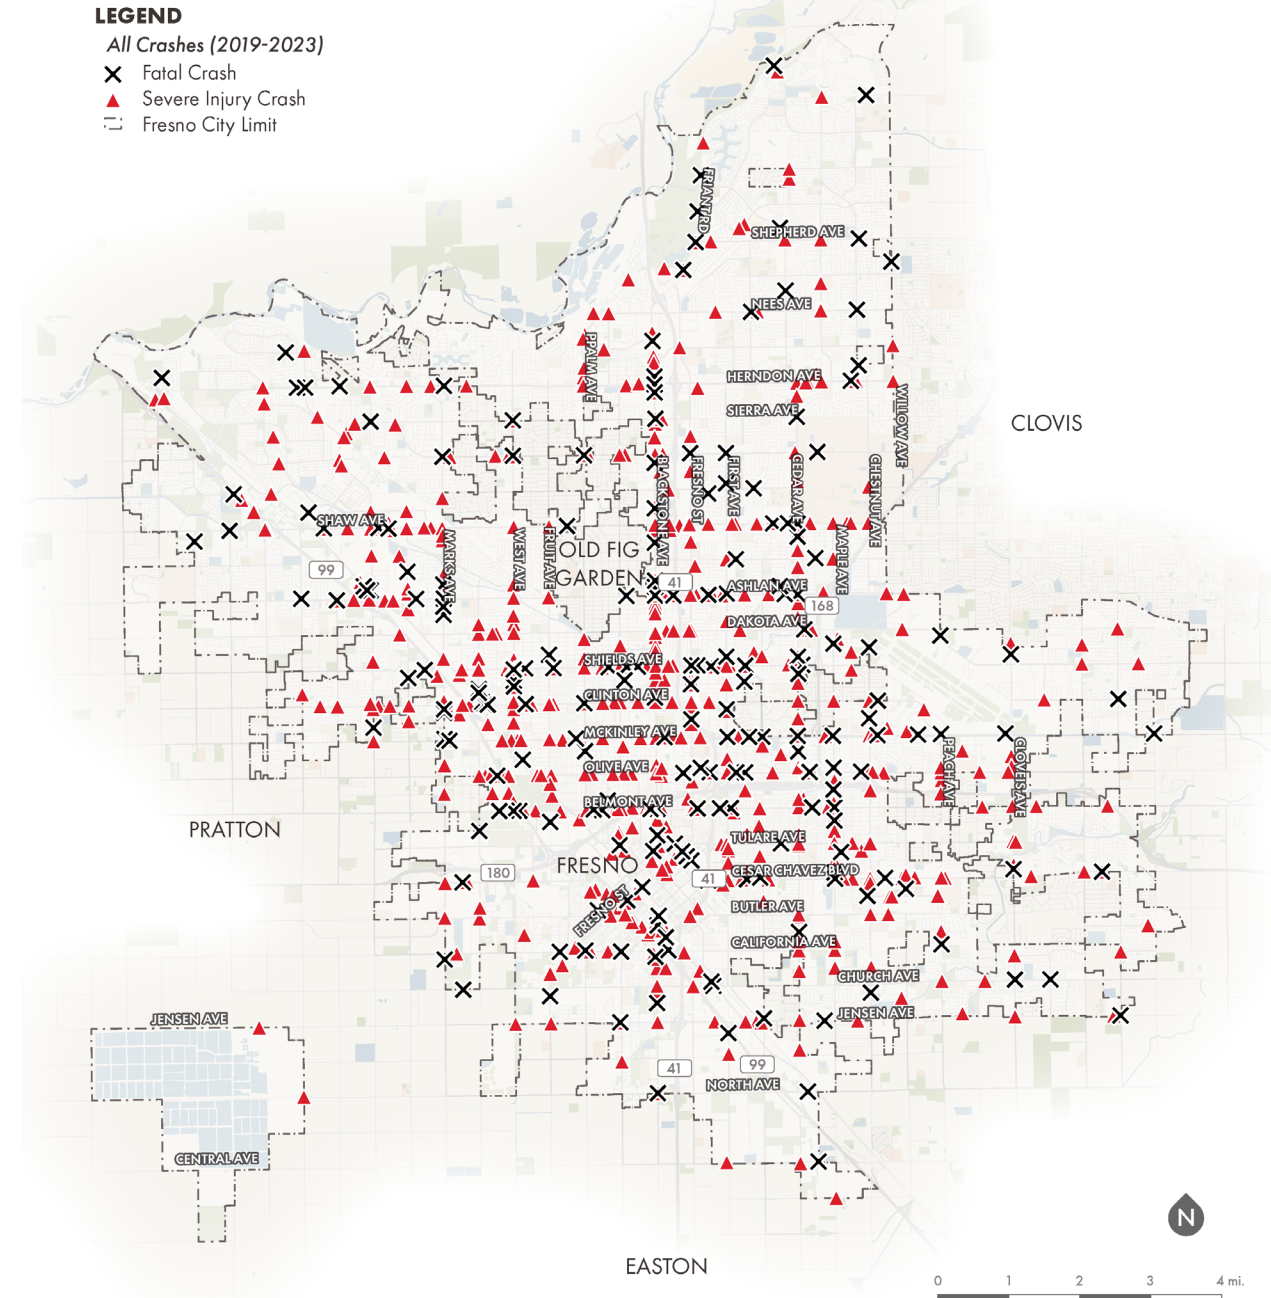 LEGEND
All Crashes (2019-2023)
Fatal Crash
Severe Injury Crash
Fresno City Limit
FRIANT RD
SHEPHERD AVE
NEES AVE
PALM AVE
HERNDON AVE
SIERRA AVE
WILLOW AVE
CLOVIS
BLACKSTONE AVE
FRESNO ST
FIRST AVE
CEDAR AVE
CHESTNUT AVE
SHAW AVE
MARKS AVE
WEST AVE
FRUIT AVE
OLD FIG
GARDEN
MAPLE AVE
99
41
ASHLAN AVE
168
DAKOTA AVE
SHIELDS AVE
CLINTON AVE
MCKINLEY AVE
OLIVE AVE
PEACH AVE
CLOVIS AVE
BELMONT AVE
PRATTON
TULARE AVE
FRESNO
180
41
CESAR CHAVEZ BLVD
FRESNO ST
BUTLER AVE
CALIFORNIA AVE
CHURCH AVE
JENSEN AVE
JENSEN AVE
41
99
NORTH AVE
CENTRAL AVE
N
EASTON
0 1 2 3 4 mi.